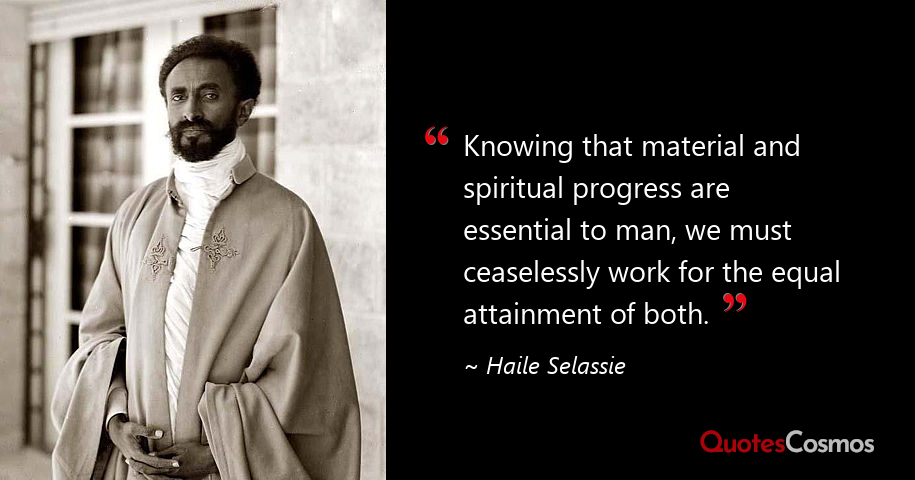 “ Knowing that material and
spiritual progress are
essential to man, we must
ceaselessly work for the equal
attainment of both. ”
~ Haile Selassie
QuotesCosmos